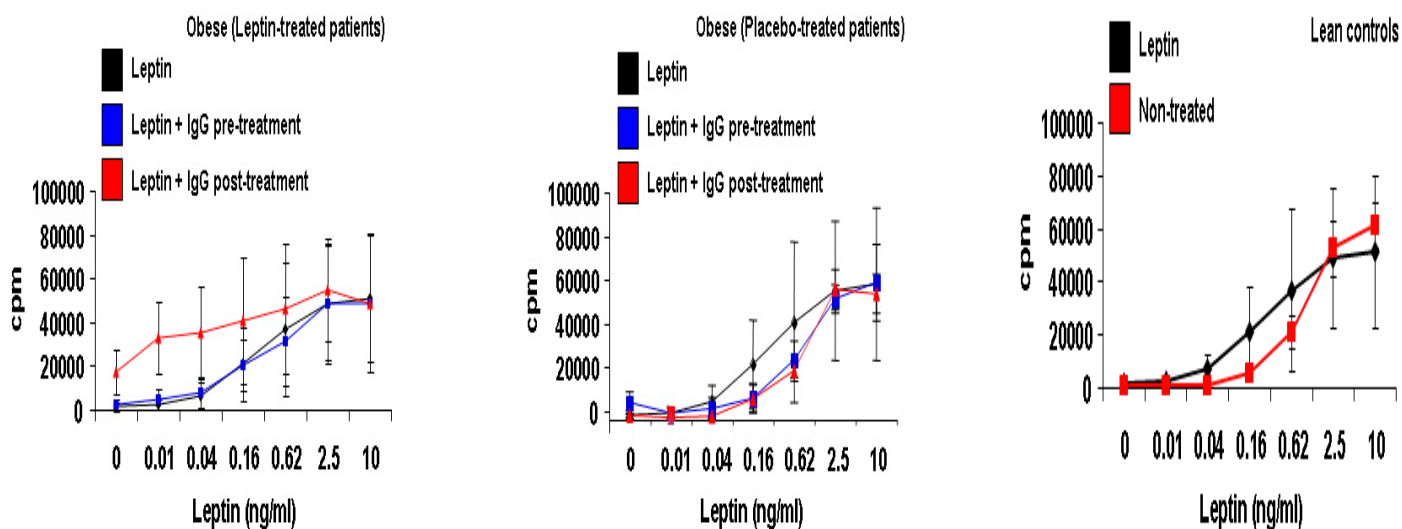 Obese (Leptin-treated patients)
Leptin
Leptin + IgG pre-treatment
Leptin + IgG post-treatment
100000
80000
60000
40000
20000
0
cpm
0 0.01 0.04 0.16 0.62 2.5 10
Leptin (ng/ml)
Obese (Placebo-treated patients)
Leptin
Leptin + IgG pre-treatment
Leptin + IgG post-treatment
100000
80000
60000
40000
20000
0
cpm
0 0.01 0.04 0.16 0.62 2.5 10
Leptin (ng/ml)
Lean controls
Leptin
Non-treated
100000
80000
60000
40000
20000
0
cpm
0 0.01 0.04 0.16 0.62 2.5 10
Leptin (ng/ml)